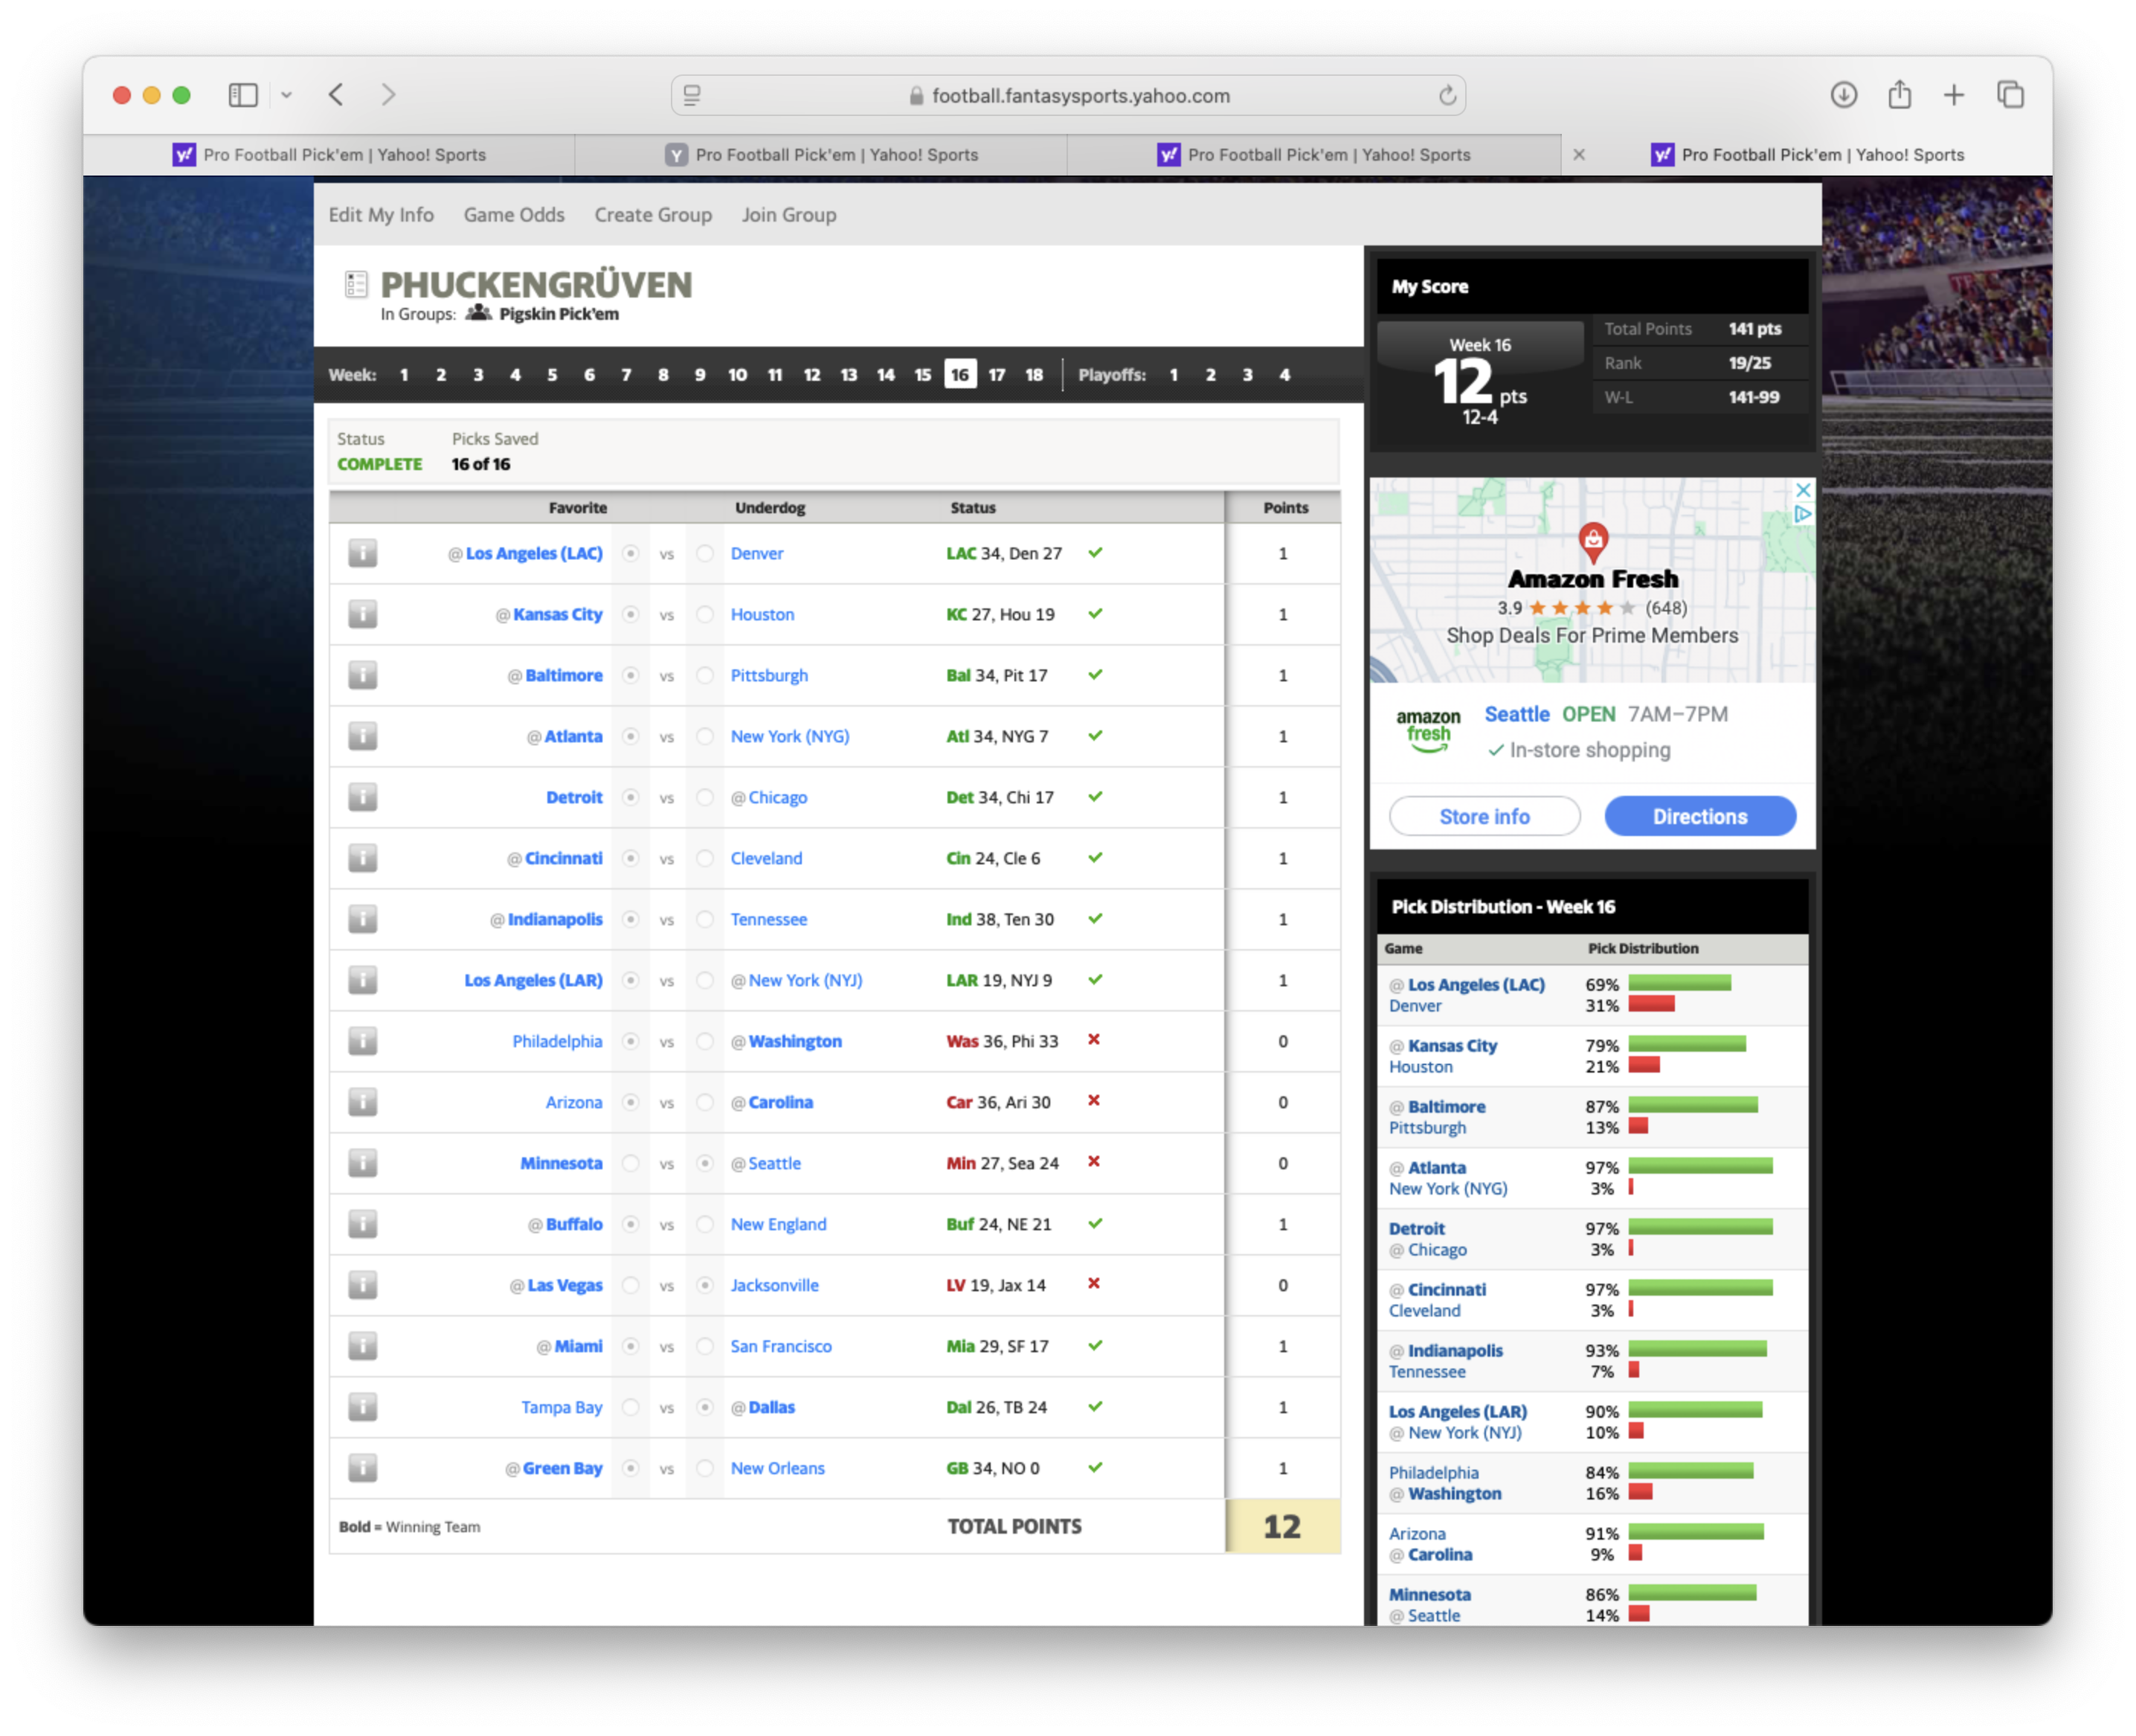 football.fantasysports.yahoo.com
Pro Football Pick'em | Yahoo! Sports
Pro Football Pick'em | Yahoo! Sports
Pro Football Pick'em | Yahoo! Sports
Pro Football Pick'em | Yahoo! Sports
Edit My Info Game Odds Create Group Join Group
PHUCKENGRÜVEN
In Groups: Pigskin Pick'em
Week: 1 2 3 4 5 6 7 8 9 10 11 12 13 14 15 16 17 18 Playoffs: 1 2 3 4
Status Picks Saved
COMPLETE 16 of 16
Favorite Underdog Status Points
@ Los Angeles (LAC) vs Denver LAC 34, Den 27 1
@ Kansas City vs Houston KC 27, Hou 19 1
@ Baltimore vs Pittsburgh Bal 34, Pit 17 1
@ Atlanta vs New York (NYG) Atl 34, NYG 7 1
Detroit vs @ Chicago Det 34, Chi 17 1
@ Cincinnati vs Cleveland Cin 24, Cle 6 1
@ Indianapolis vs Tennessee Ind 38, Ten 30 1
Los Angeles (LAR) vs @ New York (NYJ) LAR 19, NYJ 9 1
Philadelphia vs @ Washington Was 36, Phi 33 0
Arizona vs @ Carolina Car 36, Ari 30 0
Minnesota vs @ Seattle Min 27, Sea 24 0
@ Buffalo vs New England Buf 24, NE 21 1
@ Las Vegas vs Jacksonville LV 19, Jax 14 0
@ Miami vs San Francisco Mia 29, SF 17 1
Tampa Bay vs @ Dallas Dal 26, TB 24 1
@ Green Bay vs New Orleans GB 34, NO 0 1
Bold = Winning Team TOTAL POINTS 12
My Score
Week 16
12 pts
12-4
Total Points 141 pts
Rank 19/25
W-L 141-99
Amazon Fresh
3.9 (648)
Shop Deals For Prime Members
amazon
fresh
Seattle OPEN 7AM–7PM
In-store shopping
Store info Directions
Pick Distribution - Week 16
Game Pick Distribution
@ Los Angeles (LAC) 69%
Denver 31%
@ Kansas City 79%
Houston 21%
@ Baltimore 87%
Pittsburgh 13%
@ Atlanta 97%
New York (NYG) 3%
Detroit 97%
@ Chicago 3%
@ Cincinnati 97%
Cleveland 3%
@ Indianapolis 93%
Tennessee 7%
Los Angeles (LAR) 90%
@ New York (NYJ) 10%
Philadelphia 84%
@ Washington 16%
Arizona 91%
@ Carolina 9%
Minnesota 86%
@ Seattle 14%